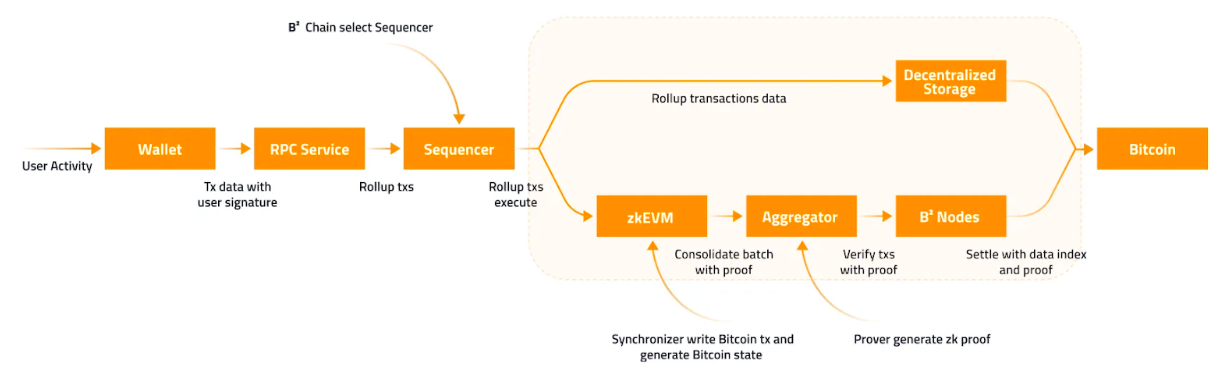 B² Chain select Sequencer
Decentralized
Storage
Rollup transactions data
User Activity
Wallet
RPC Service
Sequencer
Bitcoin
Tx data with
user signature
Rollup txs
Rollup txs
execute
zkEVM
Aggregator
B² Nodes
Consolidate batch
with proof
Verify txs
with proof
Settle with data index
and proof
Synchronizer write Bitcoin tx and
generate Bitcoin state
Prover generate zk proof